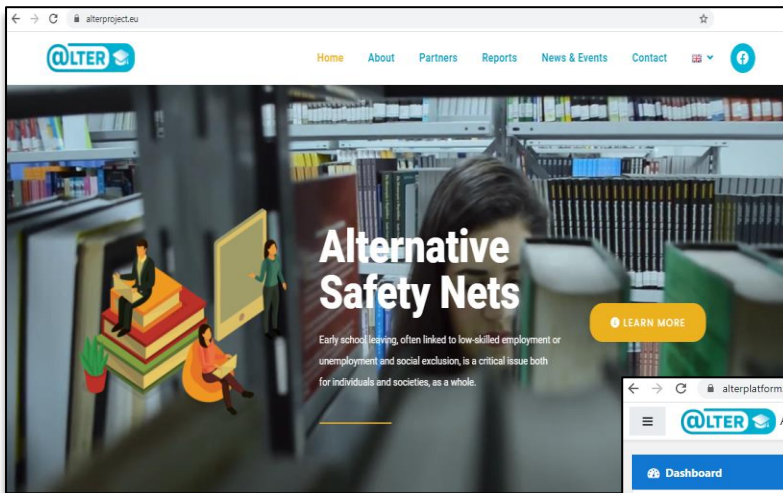 alterproject.eu
@LTER
Home About Partners Reports News & Events Contact
Alternative
Safety Nets
LEARN MORE
Early school leaving, often linked to low-skilled employment or
unemployment and social exclusion, is a critical issue both
for individuals and societies, as a whole.
alterplatform
@LTER A
Dashboard